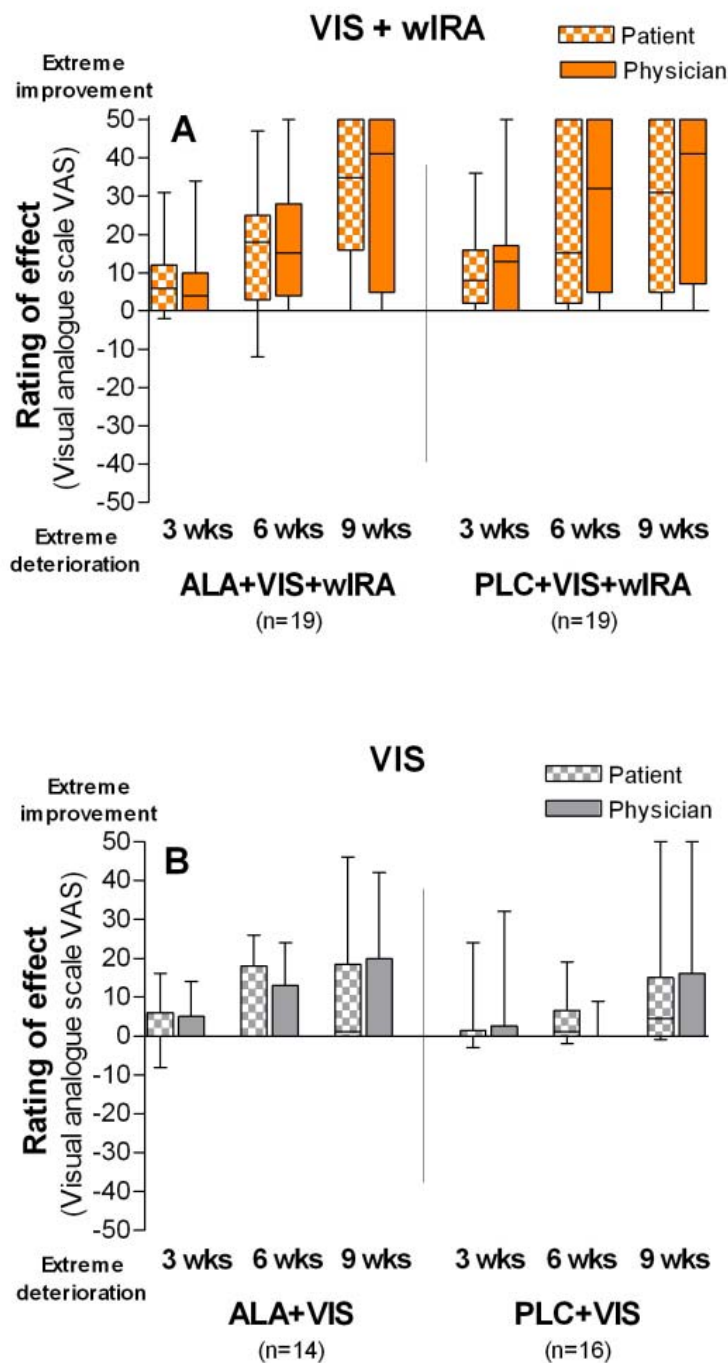 VIS + wIRA
Patient
Physician
Extreme
improvement
A
50
40
30
20
10
0
-10
-20
-30
-40
-50
Rating of effect
(Visual analogue scale VAS)
Extreme
deterioration
3 wks 6 wks 9 wks 3 wks 6 wks 9 wks
ALA+VIS+wIRA PLC+VIS+wIRA
(n=19) (n=19)
VIS
Patient
Physician
Extreme
improvement
B
50
40
30
20
10
0
-10
-20
-30
-40
-50
Rating of effect
(Visual analogue scale VAS)
Extreme
deterioration
3 wks 6 wks 9 wks 3 wks 6 wks 9 wks
ALA+VIS PLC+VIS
(n=14) (n=16)